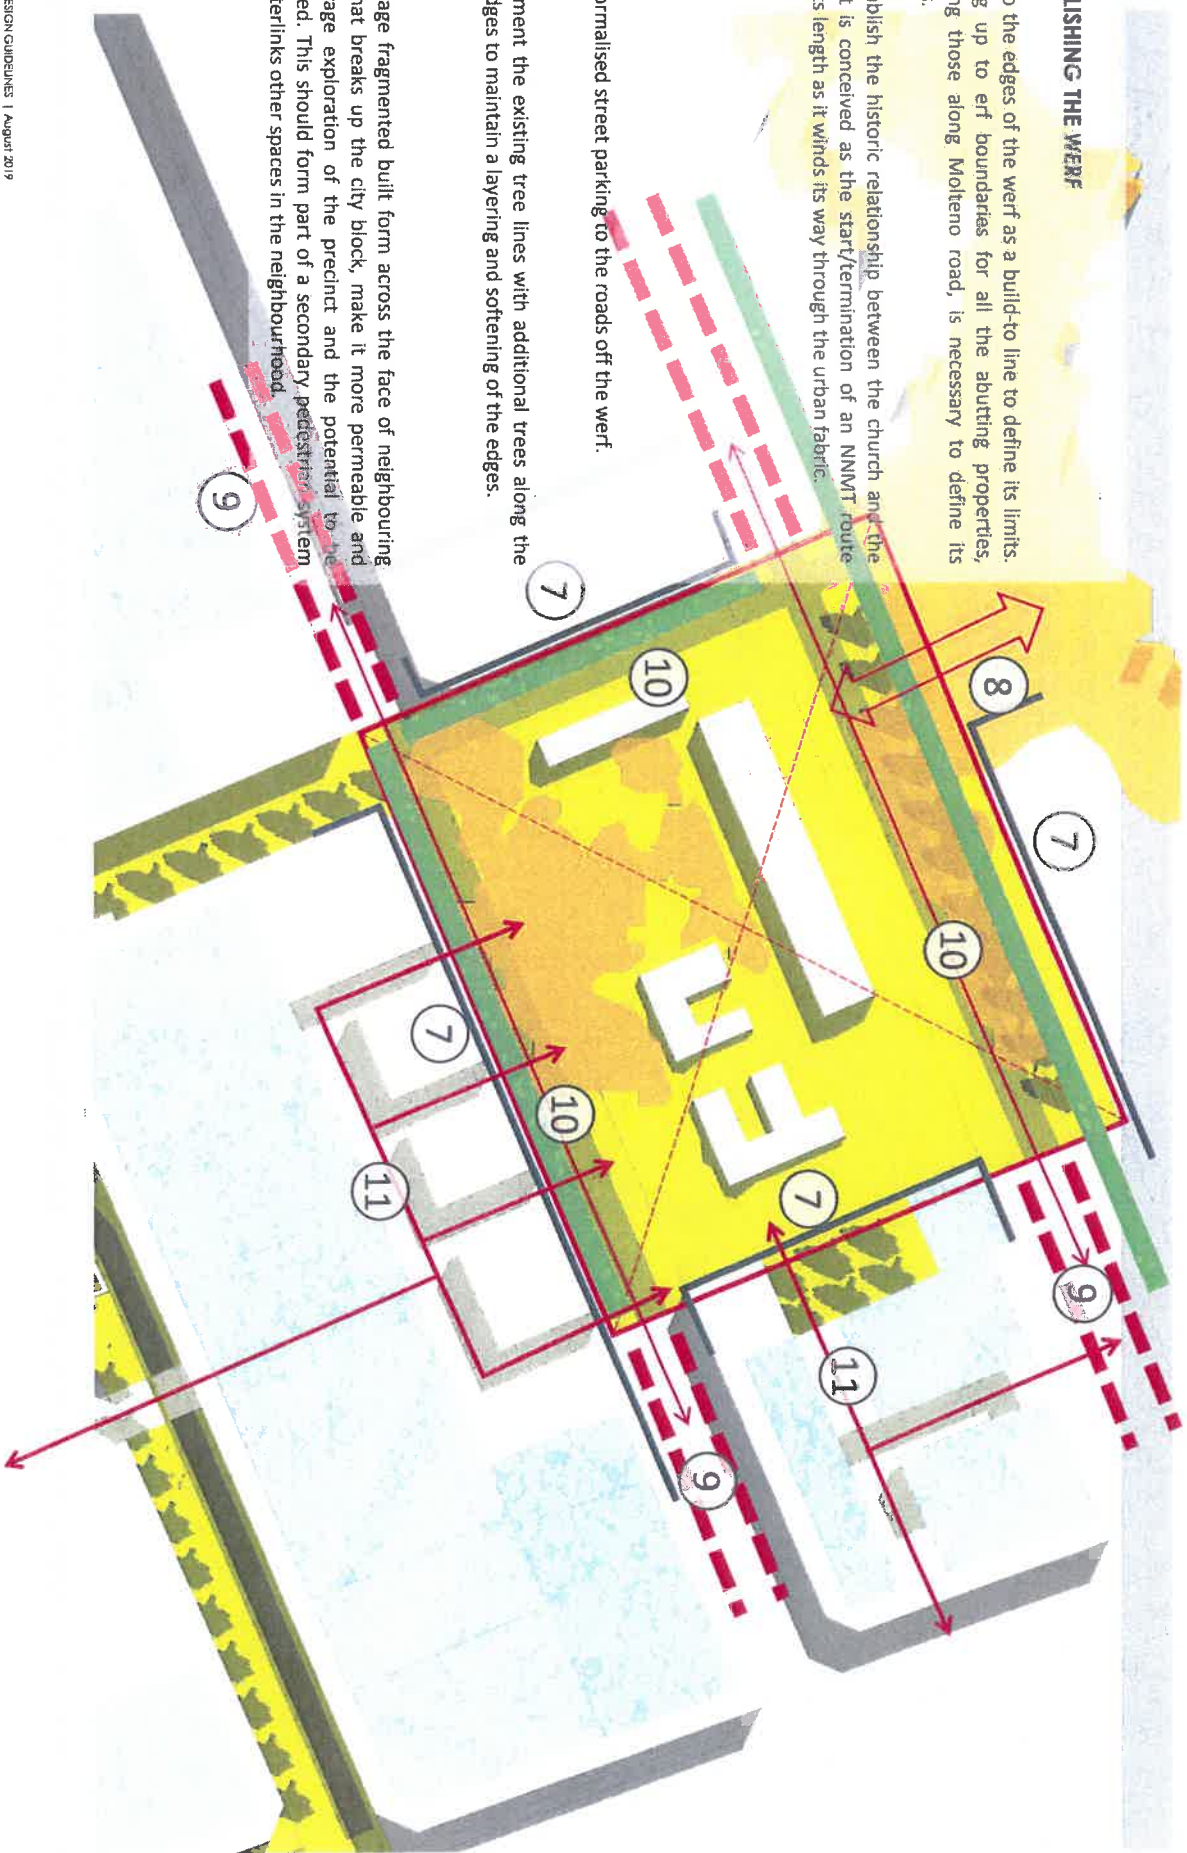 LISHING THE WERF
o the edges of the werf as a build-to line to define its limits.
g up to erf boundaries for all the abutting properties,
ng those along Molteno road, is necessary to define its
s.
ablish the historic relationship between the church and the
t is conceived as the start/termination of an NNMT route
ts length as it winds its way through the urban fabric.
ormalised street parking to the roads off the werf.
ment the existing tree lines with additional trees along the
dges to maintain a layering and softening of the edges.
age fragmented built form across the face of neighbouring
hat breaks up the city block, make it more permeable and
rage exploration of the precinct and the potential to the
ed. This should form part of a secondary pedestrian system
terlinks other spaces in the neighbourhood.
8
7
10
7
10
9
7
9
11
7
10
11
9
ESIGN GUIDELINES | August 2019